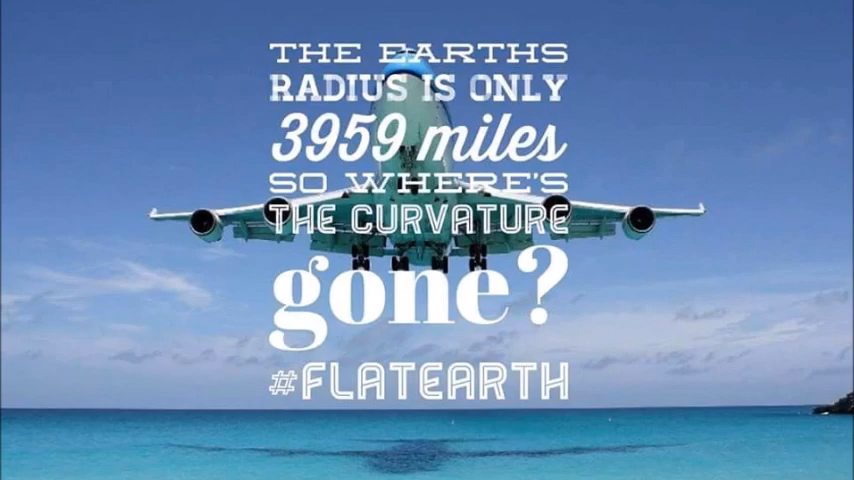 THE EARTHS
RADIUS IS ONLY
3959 miles
SO WHERE'S
THE CURVATURE
gone?
#FLATEARTH